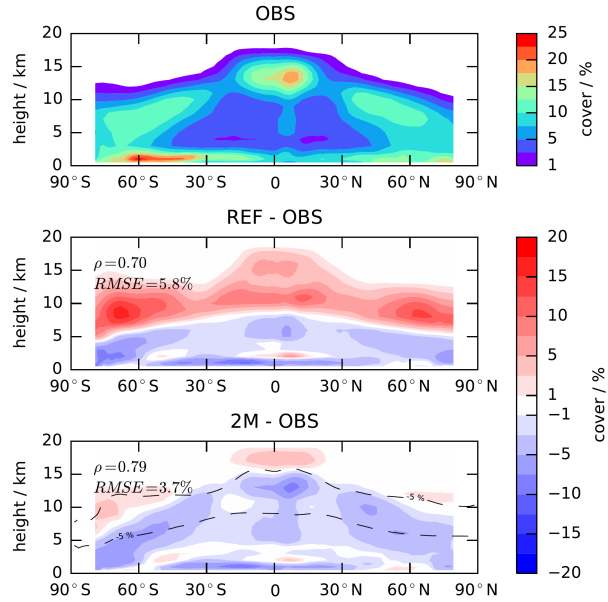 OBS
height / km
20
15
10
5
0
90°S 60°S 30°S 0 30°N 60°N 90°N
25
20
15
10
5
1
cover / %
REF - OBS
ρ=0.70
RMSE=5.8%
height / km
20
15
10
5
0
90°S 60°S 30°S 0 30°N 60°N 90°N
2M - OBS
ρ=0.79
RMSE=3.7%
-5 %
-5 %
height / km
20
15
10
5
0
90°S 60°S 30°S 0 30°N 60°N 90°N
20
15
10
5
1
−1
−5
−10
−15
−20
cover / %